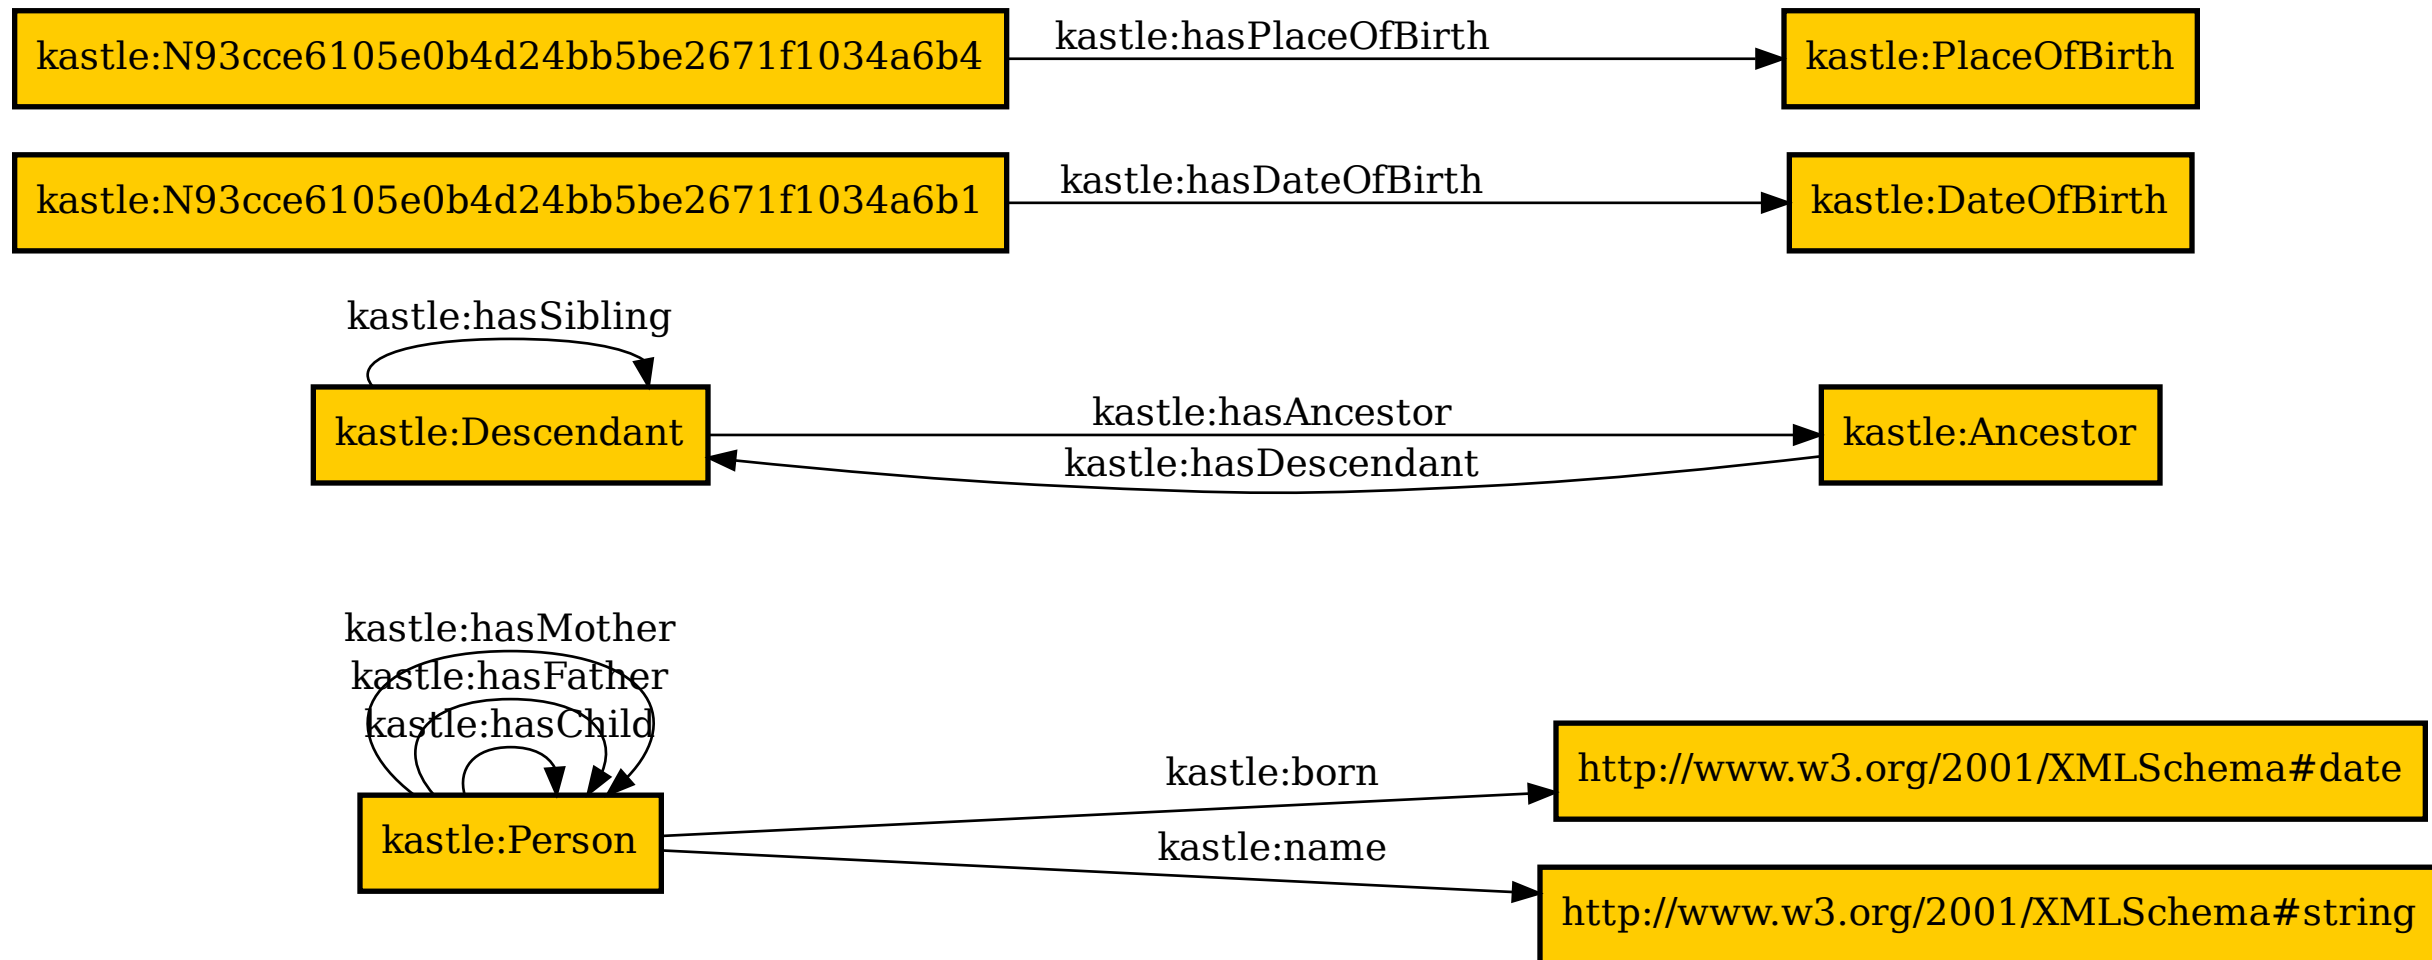 kastle:N93cce6105e0b4d24bb5be2671f1034a6b4
kastle:hasPlaceOfBirth
kastle:PlaceOfBirth
kastle:N93cce6105e0b4d24bb5be2671f1034a6b1
kastle:hasDateOfBirth
kastle:DateOfBirth
kastle:hasSibling
kastle:Descendant
kastle:hasAncestor
kastle:hasDescendant
kastle:Ancestor
kastle:hasMother
kastle:hasFather
kastle:hasChild
kastle:Person
kastle:born
http://www.w3.org/2001/XMLSchema#date
kastle:name
http://www.w3.org/2001/XMLSchema#string